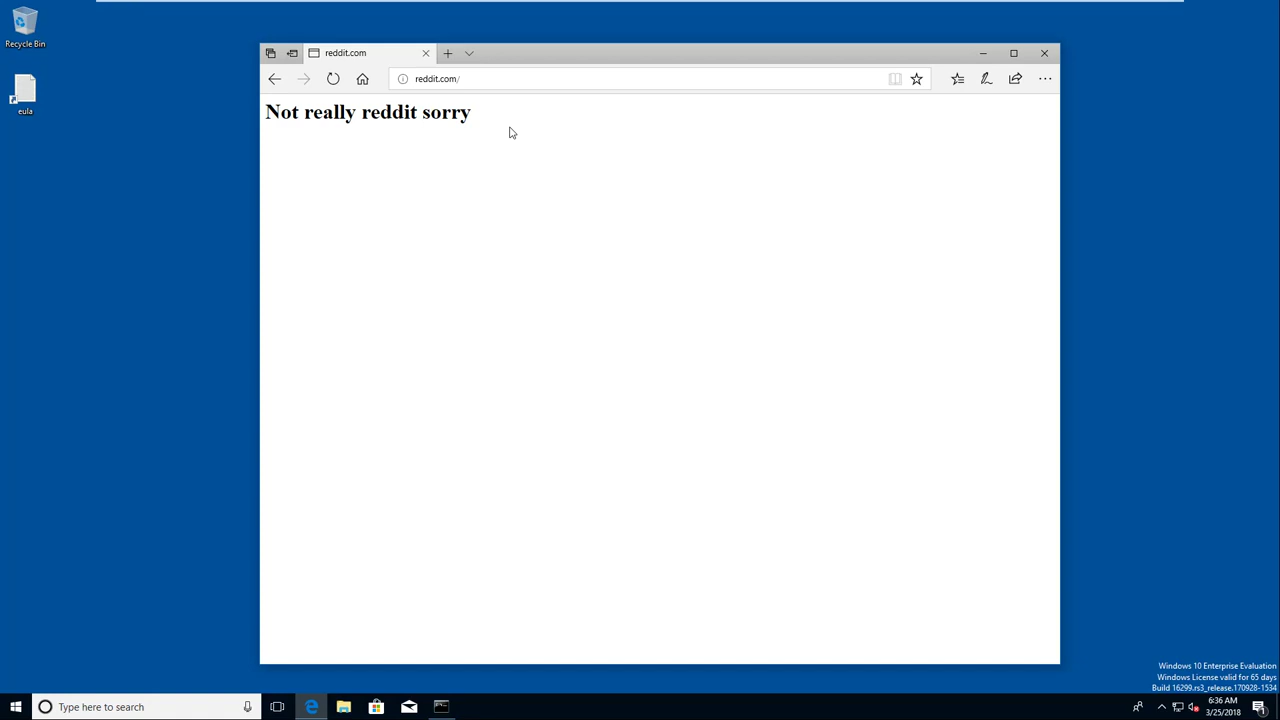 Recycle Bin
eula
reddit.com
reddit.com/
Not really reddit sorry
Windows 10 Enterprise Evaluation
Windows License valid for 65 days
Build 16299.rs3_release.170928-1534
Type here to search
6:36 AM
3/25/2018
1